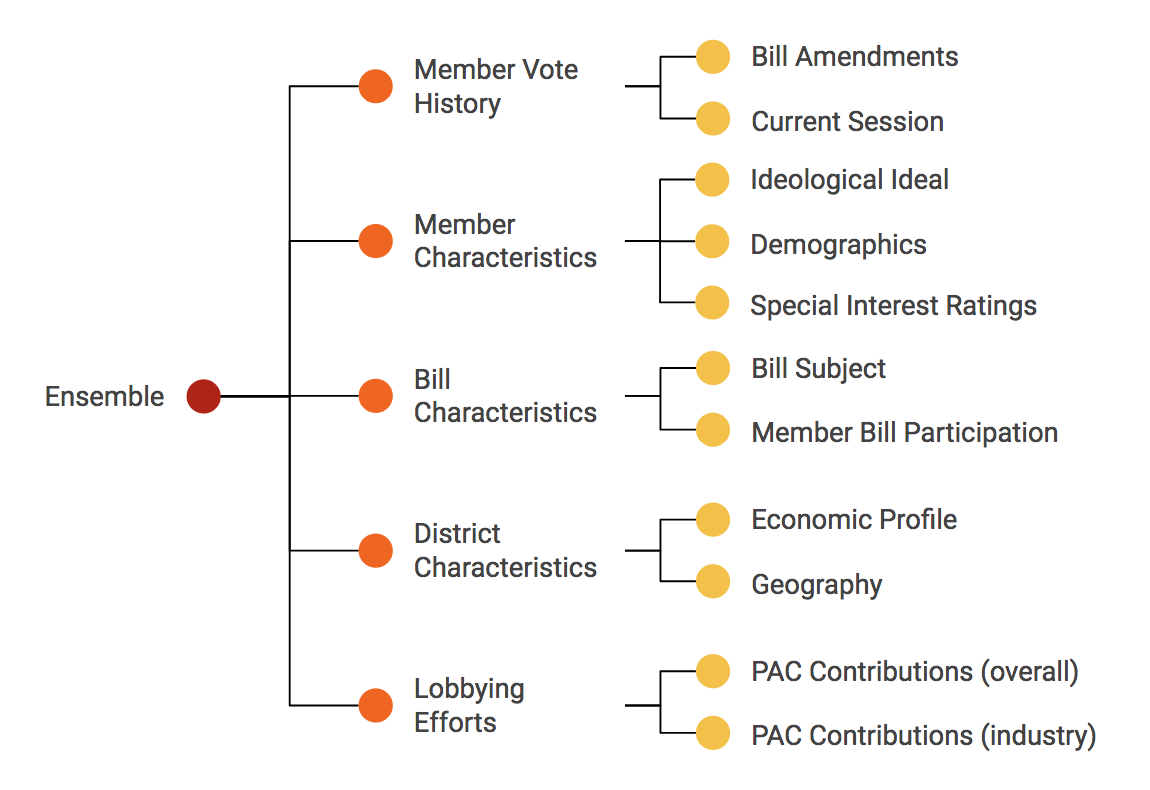 Ensemble
Member Vote
History
Bill Amendments
Current Session
Member
Characteristics
Ideological Ideal
Demographics
Special Interest Ratings
Bill
Characteristics
Bill Subject
Member Bill Participation
District
Characteristics
Economic Profile
Geography
Lobbying
Efforts
PAC Contributions (overall)
PAC Contributions (industry)